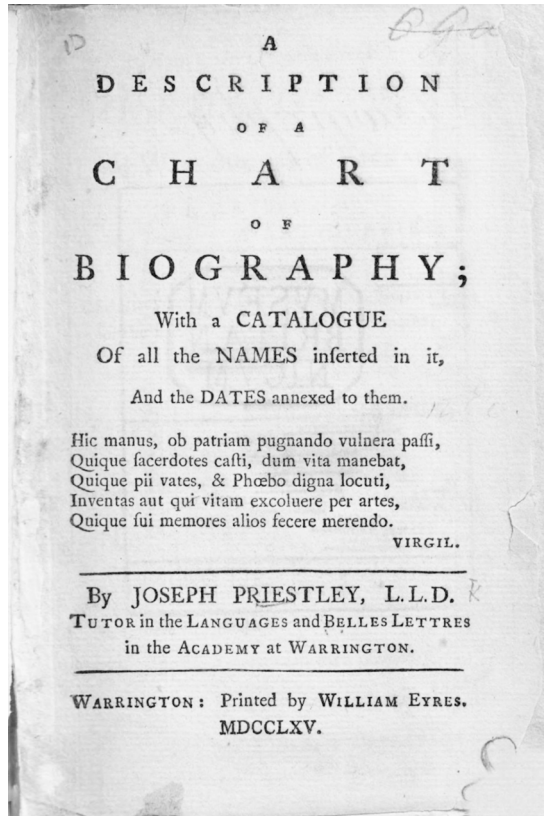 A
DESCRIPTION
OF A
CHART
OF
BIOGRAPHY;
With a CATALOGUE
Of all the NAMES inſerted in it,
And the DATES annexed to them.
Hic manus, ob patriam pugnando vulnera paſſi,
Quique ſacerdotes caſti, dum vita manebat,
Quique pii vates, & Phœbo digna locuti,
Inventas aut qui vitam excoluere per artes,
Quique ſui memores alios fecere merendo.
VIRGIL.
By JOSEPH PRIESTLEY, L.L.D.
TUTOR in the LANGUAGES and BELLES LETTRES
in the ACADEMY at WARRINGTON.
WARRINGTON: Printed by WILLIAM EYRES.
MDCCLXV.